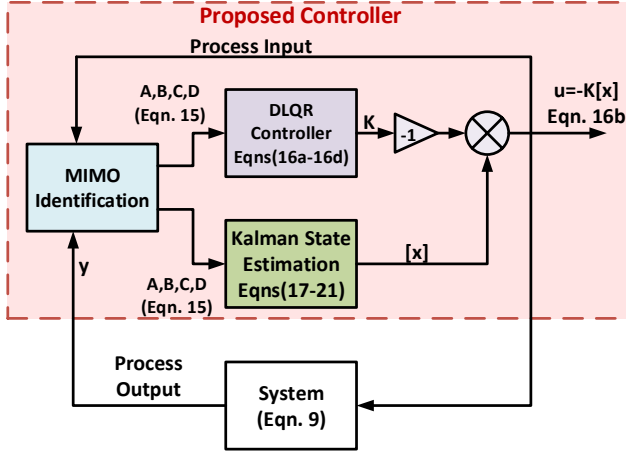 Proposed Controller
Process Input
A,B,C,D
(Eqn. 15)
DLQR
Controller
Eqns(16a-16d)
K
-1
u=-K[x]
Eqn. 16b
MIMO
Identification
Kalman State
Estimation
Eqns(17-21)
[x]
y
A,B,C,D
(Eqn. 15)
Process
Output
System
(Eqn. 9)